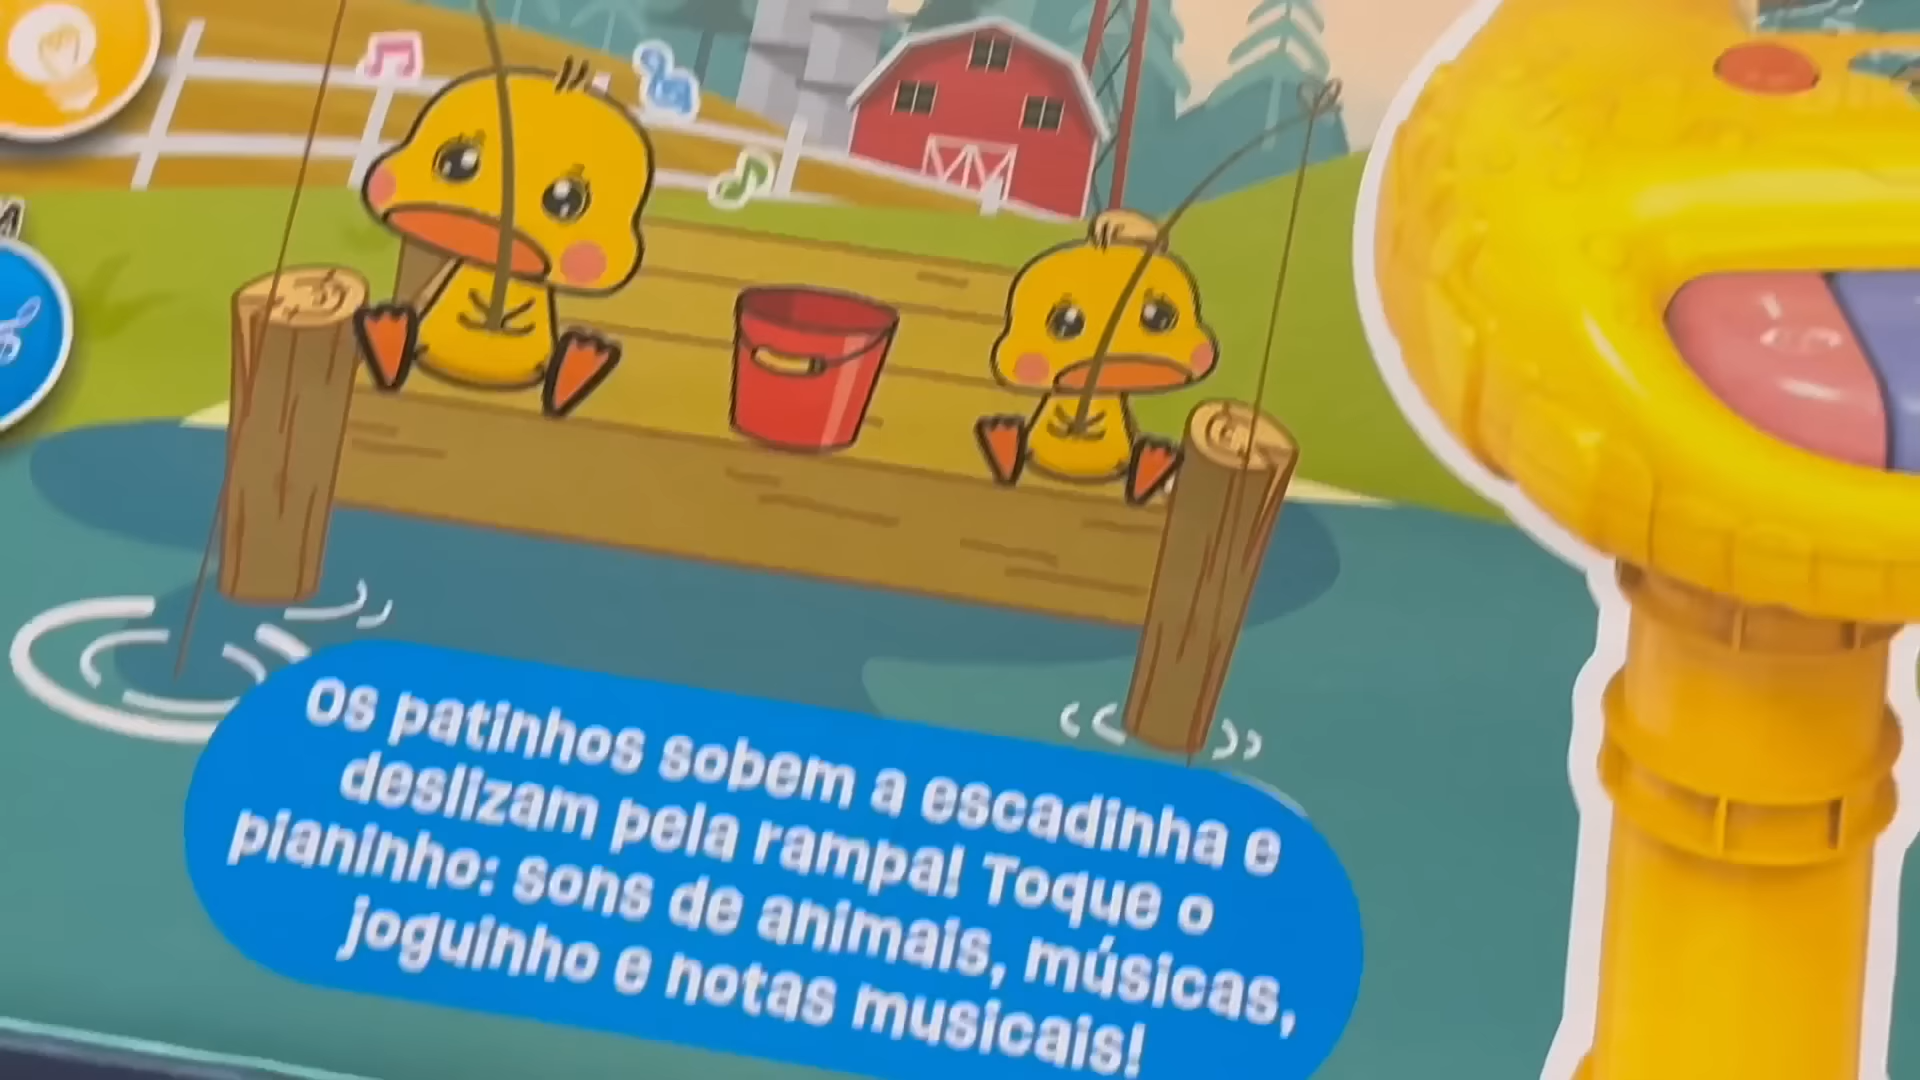 Os patinhos sobem a escadinha e
deslizam pela rampa! Toque o
pianinho: sons de animais, músicas,
joguinho e notas musicais!